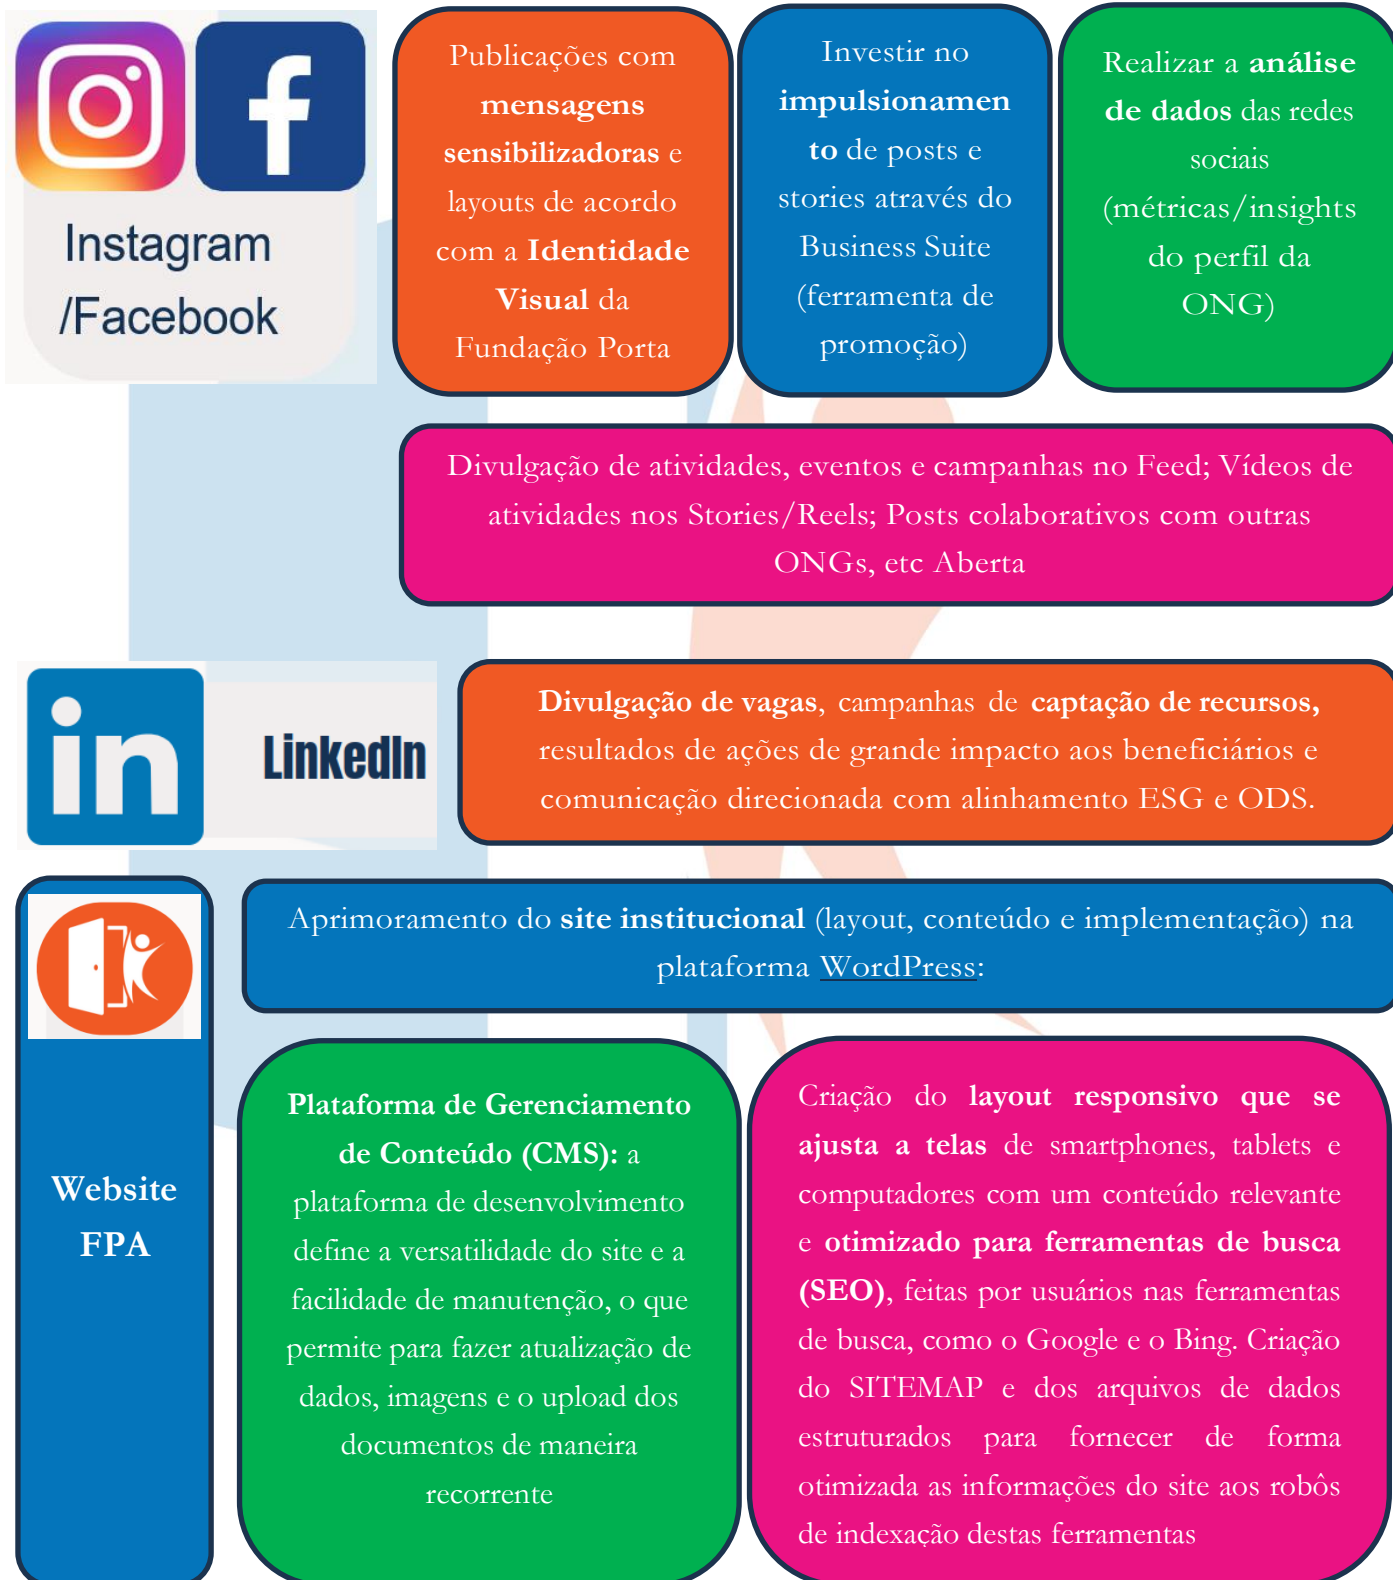 Instagram
/Facebook
Publicações com
mensagens
sensibilizadoras e
layouts de acordo
com a Identidade
Visual da
Fundação Porta
Investir no
impulsionamen
to de posts e
stories através do
Business Suite
(ferramenta de
promoção)
Realizar a análise
de dados das redes
sociais
(métricas/insights
do perfil da
ONG)
Divulgação de atividades, eventos e campanhas no Feed; Vídeos de
atividades nos Stories/Reels; Posts colaborativos com outras
ONGs, etc Aberta
in
LinkedIn
Divulgação de vagas, campanhas de captação de recursos,
resultados de ações de grande impacto aos beneficiários e
comunicação direcionada com alinhamento ESG e ODS.
Website
FPA
Aprimoramento do site institucional (layout, conteúdo e implementação) na
plataforma WordPress:
Plataforma de Gerenciamento
de Conteúdo (CMS): a
plataforma de desenvolvimento
define a versatilidade do site e a
facilidade de manutenção, o que
permite para fazer atualização de
dados, imagens e o upload dos
documentos de maneira
recorrente
Criação do layout responsivo que se
ajusta a telas de smartphones, tablets e
computadores com um conteúdo relevante
e otimizado para ferramentas de busca
(SEO), feitas por usuários nas ferramentas
de busca, como o Google e o Bing. Criação
do SITEMAP e dos arquivos de dados
estruturados para fornecer de forma
otimizada as informações do site aos robôs
de indexação destas ferramentas